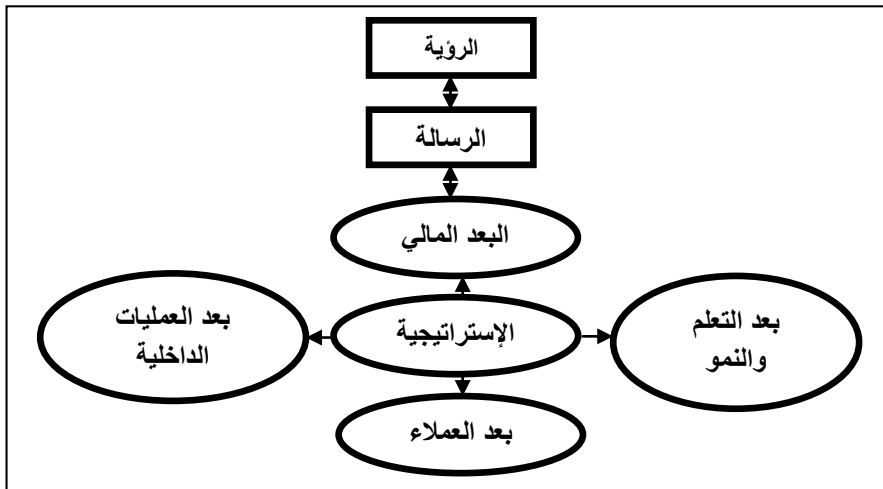 الرؤية
الرسالة
البعد المالي
بعد التعلم
والنمو
الإستراتيجية
بعد العمليات
الداخلية
بعد العملاء